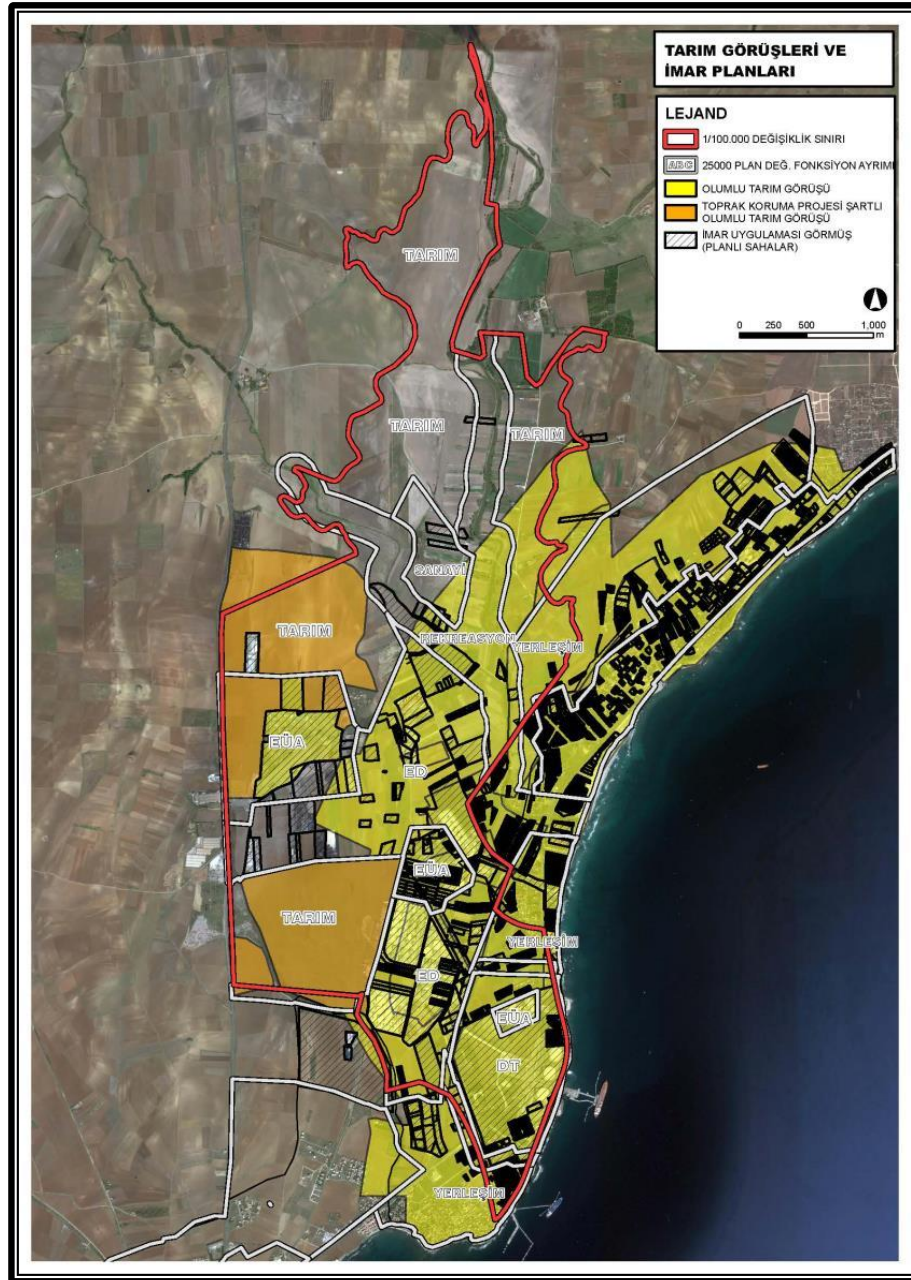 TARIM GÖRÜŞLERİ VE
İMAR PLANLARI
LEJAND
1/100.000 DEĞİŞİKLİK SINIRI
ABC 25000 PLAN DEĞ. FONKSİYON AYRIMI
OLUMLU TARIM GÖRÜŞÜ
TOPRAK KORUMA PROJESİ ŞARTLI
OLUMLU TARIM GÖRÜŞÜ
İMAR UYGULAMASI GÖRMÜŞ
(PLANLI SAHALAR)
0 250 500 1,000
m
TARIM
TARIM
TARIM
SANAYİ
TARIM
REKREASYON
YERLEŞİM
EÜA
ED
EÜA
TARIM
YERLEŞİM
ED
EÜA
DT
YERLEŞİM